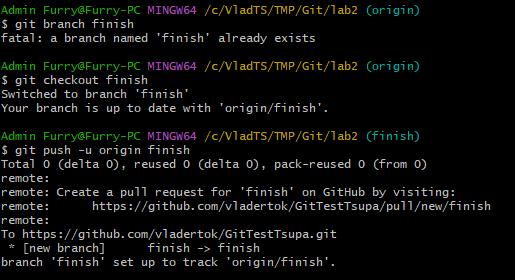 Admin Furry@Furry-PC MINGW64 /c/VladTS/TMP/Git/lab2 (origin)
$ git branch finish
fatal: a branch named 'finish' already exists
Admin Furry@Furry-PC MINGW64 /c/VladTS/TMP/Git/lab2 (origin)
$ git checkout finish
Switched to branch 'finish'
Your branch is up to date with 'origin/finish'.
Admin Furry@Furry-PC MINGW64 /c/VladTS/TMP/Git/lab2 (finish)
$ git push -u origin finish
Total 0 (delta 0), reused 0 (delta 0), pack-reused 0 (from 0)
remote:
remote: Create a pull request for 'finish' on GitHub by visiting:
remote:      https://github.com/vladertok/GitTestTsupa/pull/new/finish
remote:
To https://github.com/vladertok/GitTestTsupa.git
 * [new branch]      finish -> finish
branch 'finish' set up to track 'origin/finish'.